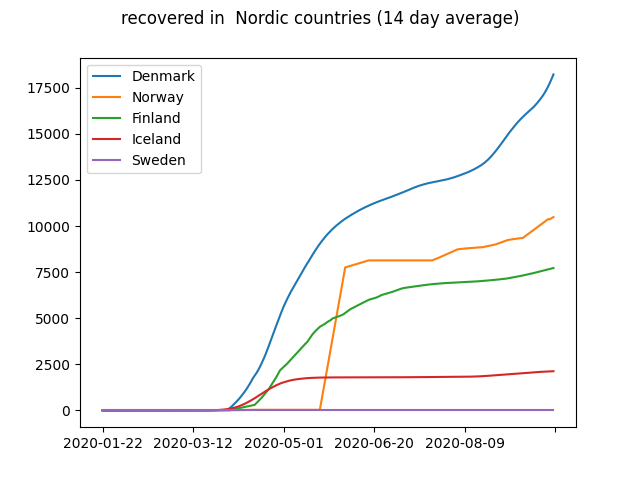 recovered in  Nordic countries (14 day average)
Denmark
Norway
Finland
Iceland
Sweden
17500
15000
12500
10000
7500
5000
2500
0
2020-01-22 2020-03-12 2020-05-01 2020-06-20 2020-08-09